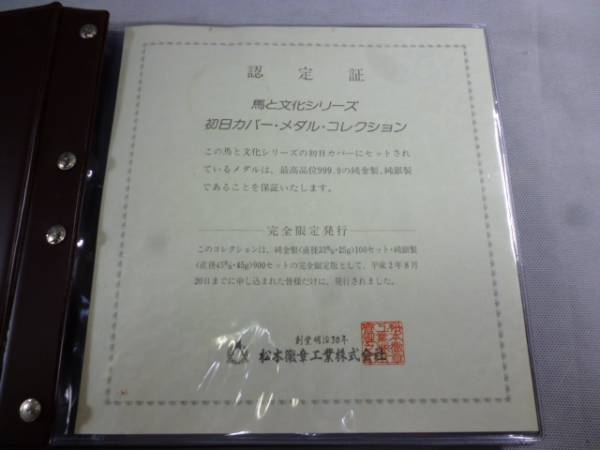 認定証
馬と文化シリーズ
初日カバー・メダル・コレクション
この馬と文化シリーズの初日カバーにセットされ
ているメダルは、最高品位999.9の純金製、純銀製
であることを保証いたします。
完全限定発行
このコレクションは、純金製〈直径33%・25g〉100セット・純銀製
〈直径45%・45g〉900セットの完全限定版として、平成2年8月
20日までに申し込まれた皆様だけに、発行されました。
創業明治30年
松本徽章工業株式会社